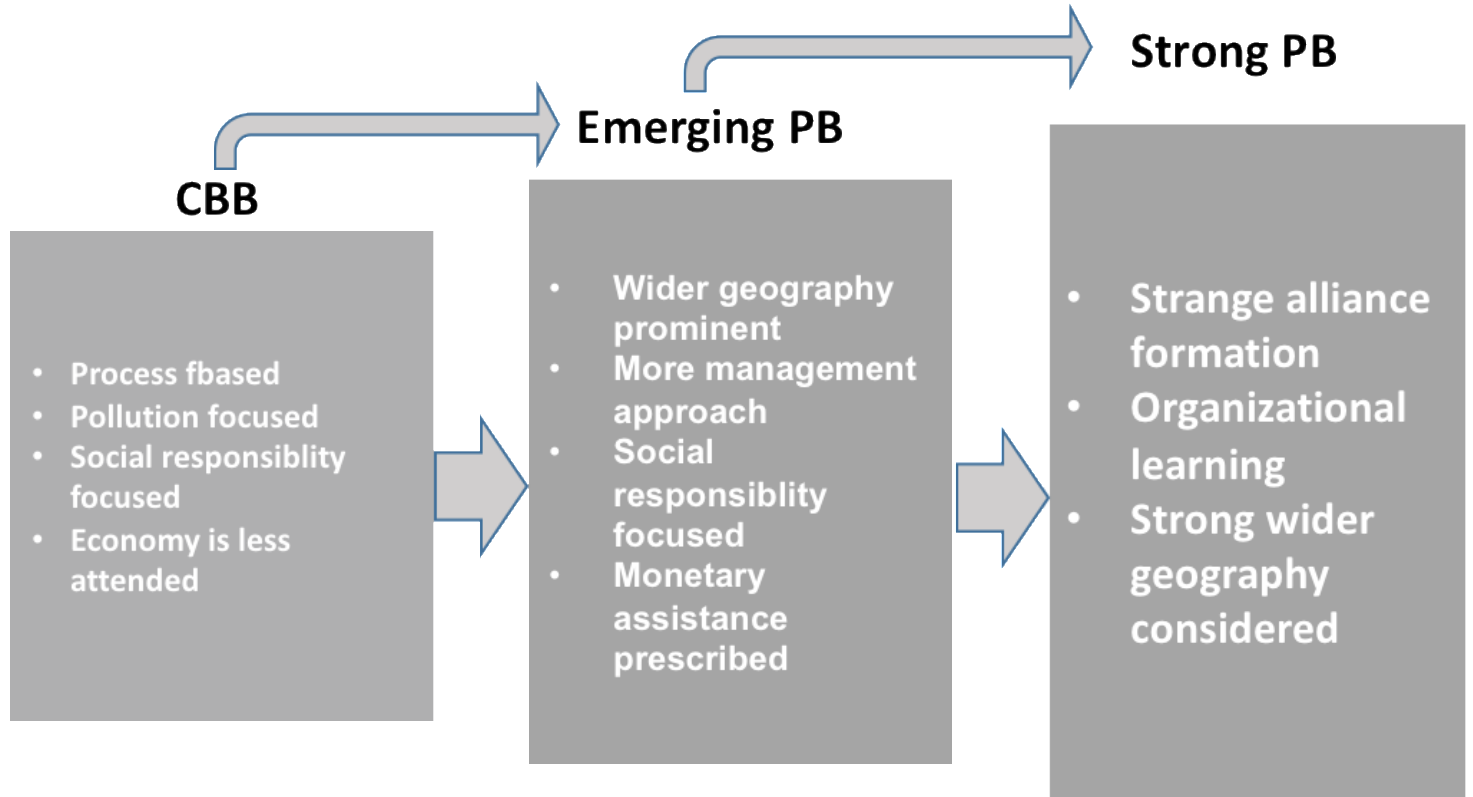 Strong PB
Emerging PB
CBB
• Process fbased
• Pollution focused
• Social responsiblity
focused
• Economy is less
attended
• Wider geography
prominent
• More management
approach
• Social
responsiblity
focused
• Monetary
assistance
prescribed
• Strange alliance
formation
• Organizational
learning
• Strong wider
geography
considered